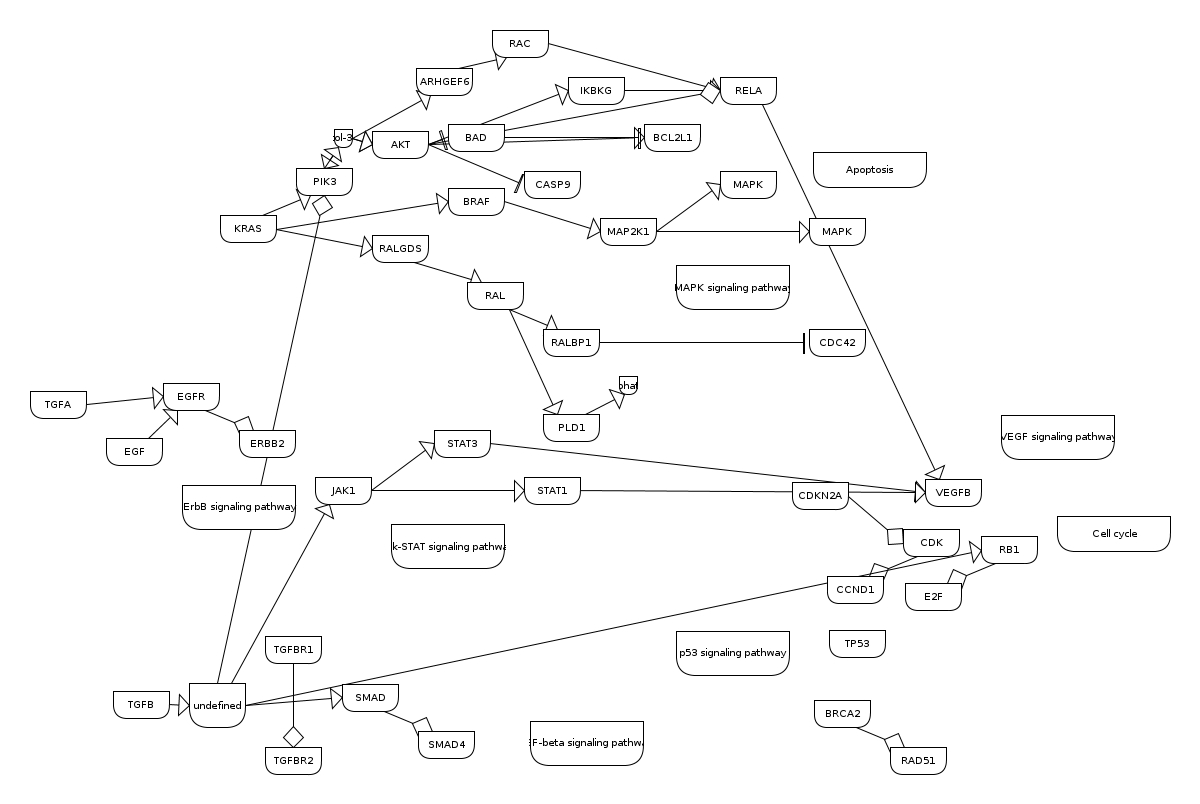 RAC
ARHGEF6
IKBKG
RELA
ol-3
AKT
BAD
BCL2L1
Apoptosis
PIK3
CASP9
MAPK
BRAF
KRAS
MAP2K1
MAPK
RALGDS
MAPK signaling pathway
RAL
RALBP1
CDC42
phat
TGFA
EGFR
PLD1
EGF
ERBB2
STAT3
VEGF signaling pathway
JAK1
STAT1
CDKN2A
VEGFB
ErbB signaling pathway
k-STAT signaling pathwa
Cell cycle
CDK
RB1
CCND1
E2F
TGFBR1
p53 signaling pathway
TP53
TGFB
undefined
SMAD
BRCA2
SMAD4
F-beta signaling pathwa
TGFBR2
RAD51